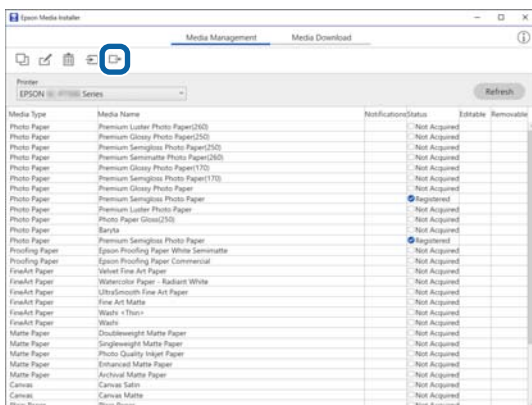 Epson Media Installer
Media Management Media Download
Printer
EPSON Series
Refresh
Media Type Media Name Notifications Status Editable Removable
Photo Paper Premium Luster Photo Paper(260) Not Acquired
Photo Paper Premium Glossy Photo Paper(250) Not Acquired
Photo Paper Premium Semigloss Photo Paper(250) Not Acquired
Photo Paper Premium Semimatte Photo Paper(260) Not Acquired
Photo Paper Premium Glossy Photo Paper(170) Not Acquired
Photo Paper Premium Semigloss Photo Paper(170) Not Acquired
Photo Paper Premium Glossy Photo Paper Not Acquired
Photo Paper Premium Semigloss Photo Paper Registered
Photo Paper Premium Luster Photo Paper Not Acquired
Photo Paper Photo Paper Gloss(250) Not Acquired
Photo Paper Baryta Not Acquired
Photo Paper Premium Semigloss Photo Paper Registered
Proofing Paper Epson Proofing Paper White Semimatte Not Acquired
Proofing Paper Epson Proofing Paper Commercial Not Acquired
FineArt Paper Velvet Fine Art Paper Not Acquired
FineArt Paper Watercolor Paper - Radiant White Not Acquired
FineArt Paper UltraSmooth Fine Art Paper Not Acquired
FineArt Paper Fine Art Matte Not Acquired
FineArt Paper Washi <Thin> Not Acquired
FineArt Paper Washi Not Acquired
Matte Paper Doubleweight Matte Paper Not Acquired
Matte Paper Singleweight Matte Paper Not Acquired
Matte Paper Photo Quality Inkjet Paper Not Acquired
Matte Paper Enhanced Matte Paper Not Acquired
Matte Paper Archival Matte Paper Not Acquired
Canvas Canvas Satin Not Acquired
Canvas Canvas Matte Not Acquired